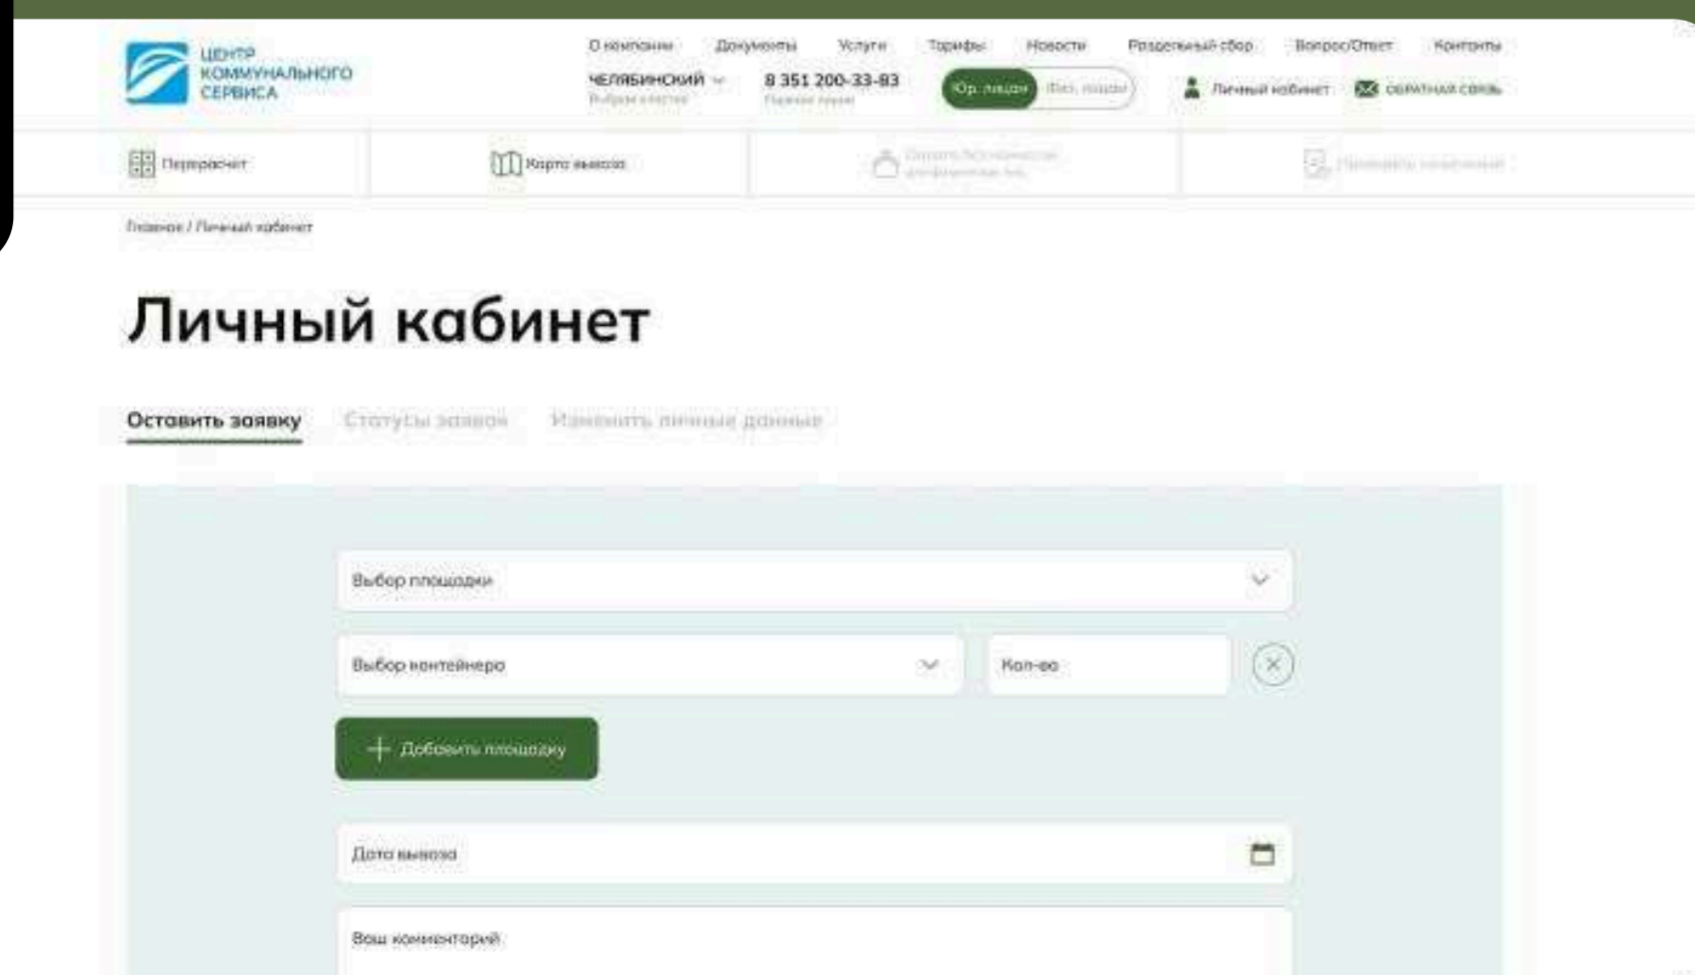 ЦЕНТР
КОММУНАЛЬНОГО
СЕРВИСА
О компании Документы Услуги Тарифы Новости Раздельный сбор Вопрос/Ответ Контакты
ЧЕЛЯБИНСКИЙ 8 351 200-33-83 Юр. лицам Физ. лицам Личный кабинет ОБРАТНАЯ СВЯЗЬ
Горячая линия
Перерасчет Карта вывоза
Главная / Личный кабинет
Личный кабинет
Оставить заявку Статусы заявок Изменить личные данные
Выбор площадки
Выбор контейнера Кол-во
Добавить площадку
Дата вывоза
Ваш комментарий